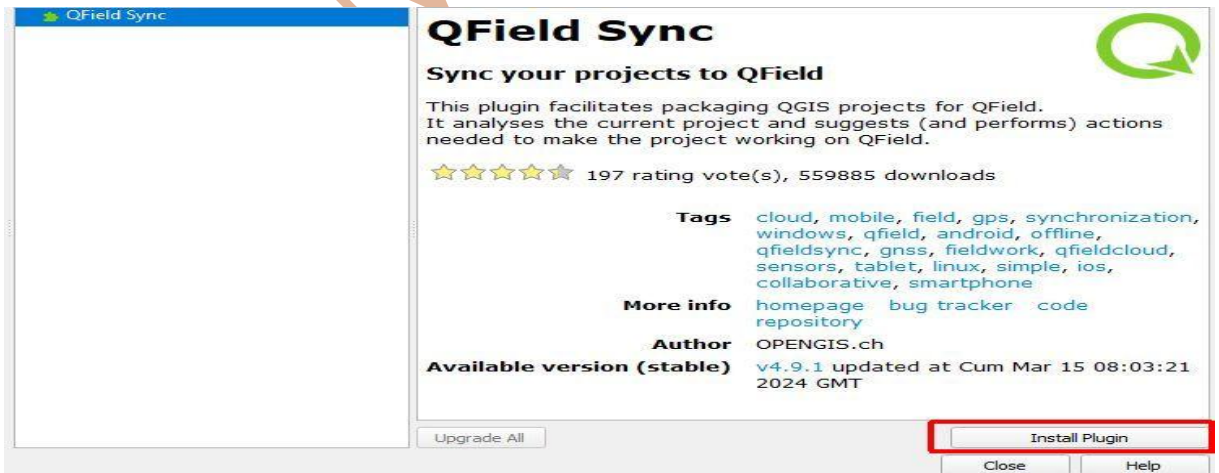 QField Sync
QField Sync
Sync your projects to QField
This plugin facilitates packaging QGIS projects for QField.
It analyses the current project and suggests (and performs) actions
needed to make the project working on QField.
197 rating vote(s), 559885 downloads
Tags cloud, mobile, field, gps, synchronization,
windows, qfield, android, offline,
qfieldsync, gnss, fieldwork, qfieldcloud,
sensors, tablet, linux, simple, ios,
collaborative, smartphone
More info homepage bug tracker code
repository
Author OPENGIS.ch
Available version (stable) v4.9.1 updated at Cum Mar 15 08:03:21
2024 GMT
Upgrade All Install Plugin
Close Help